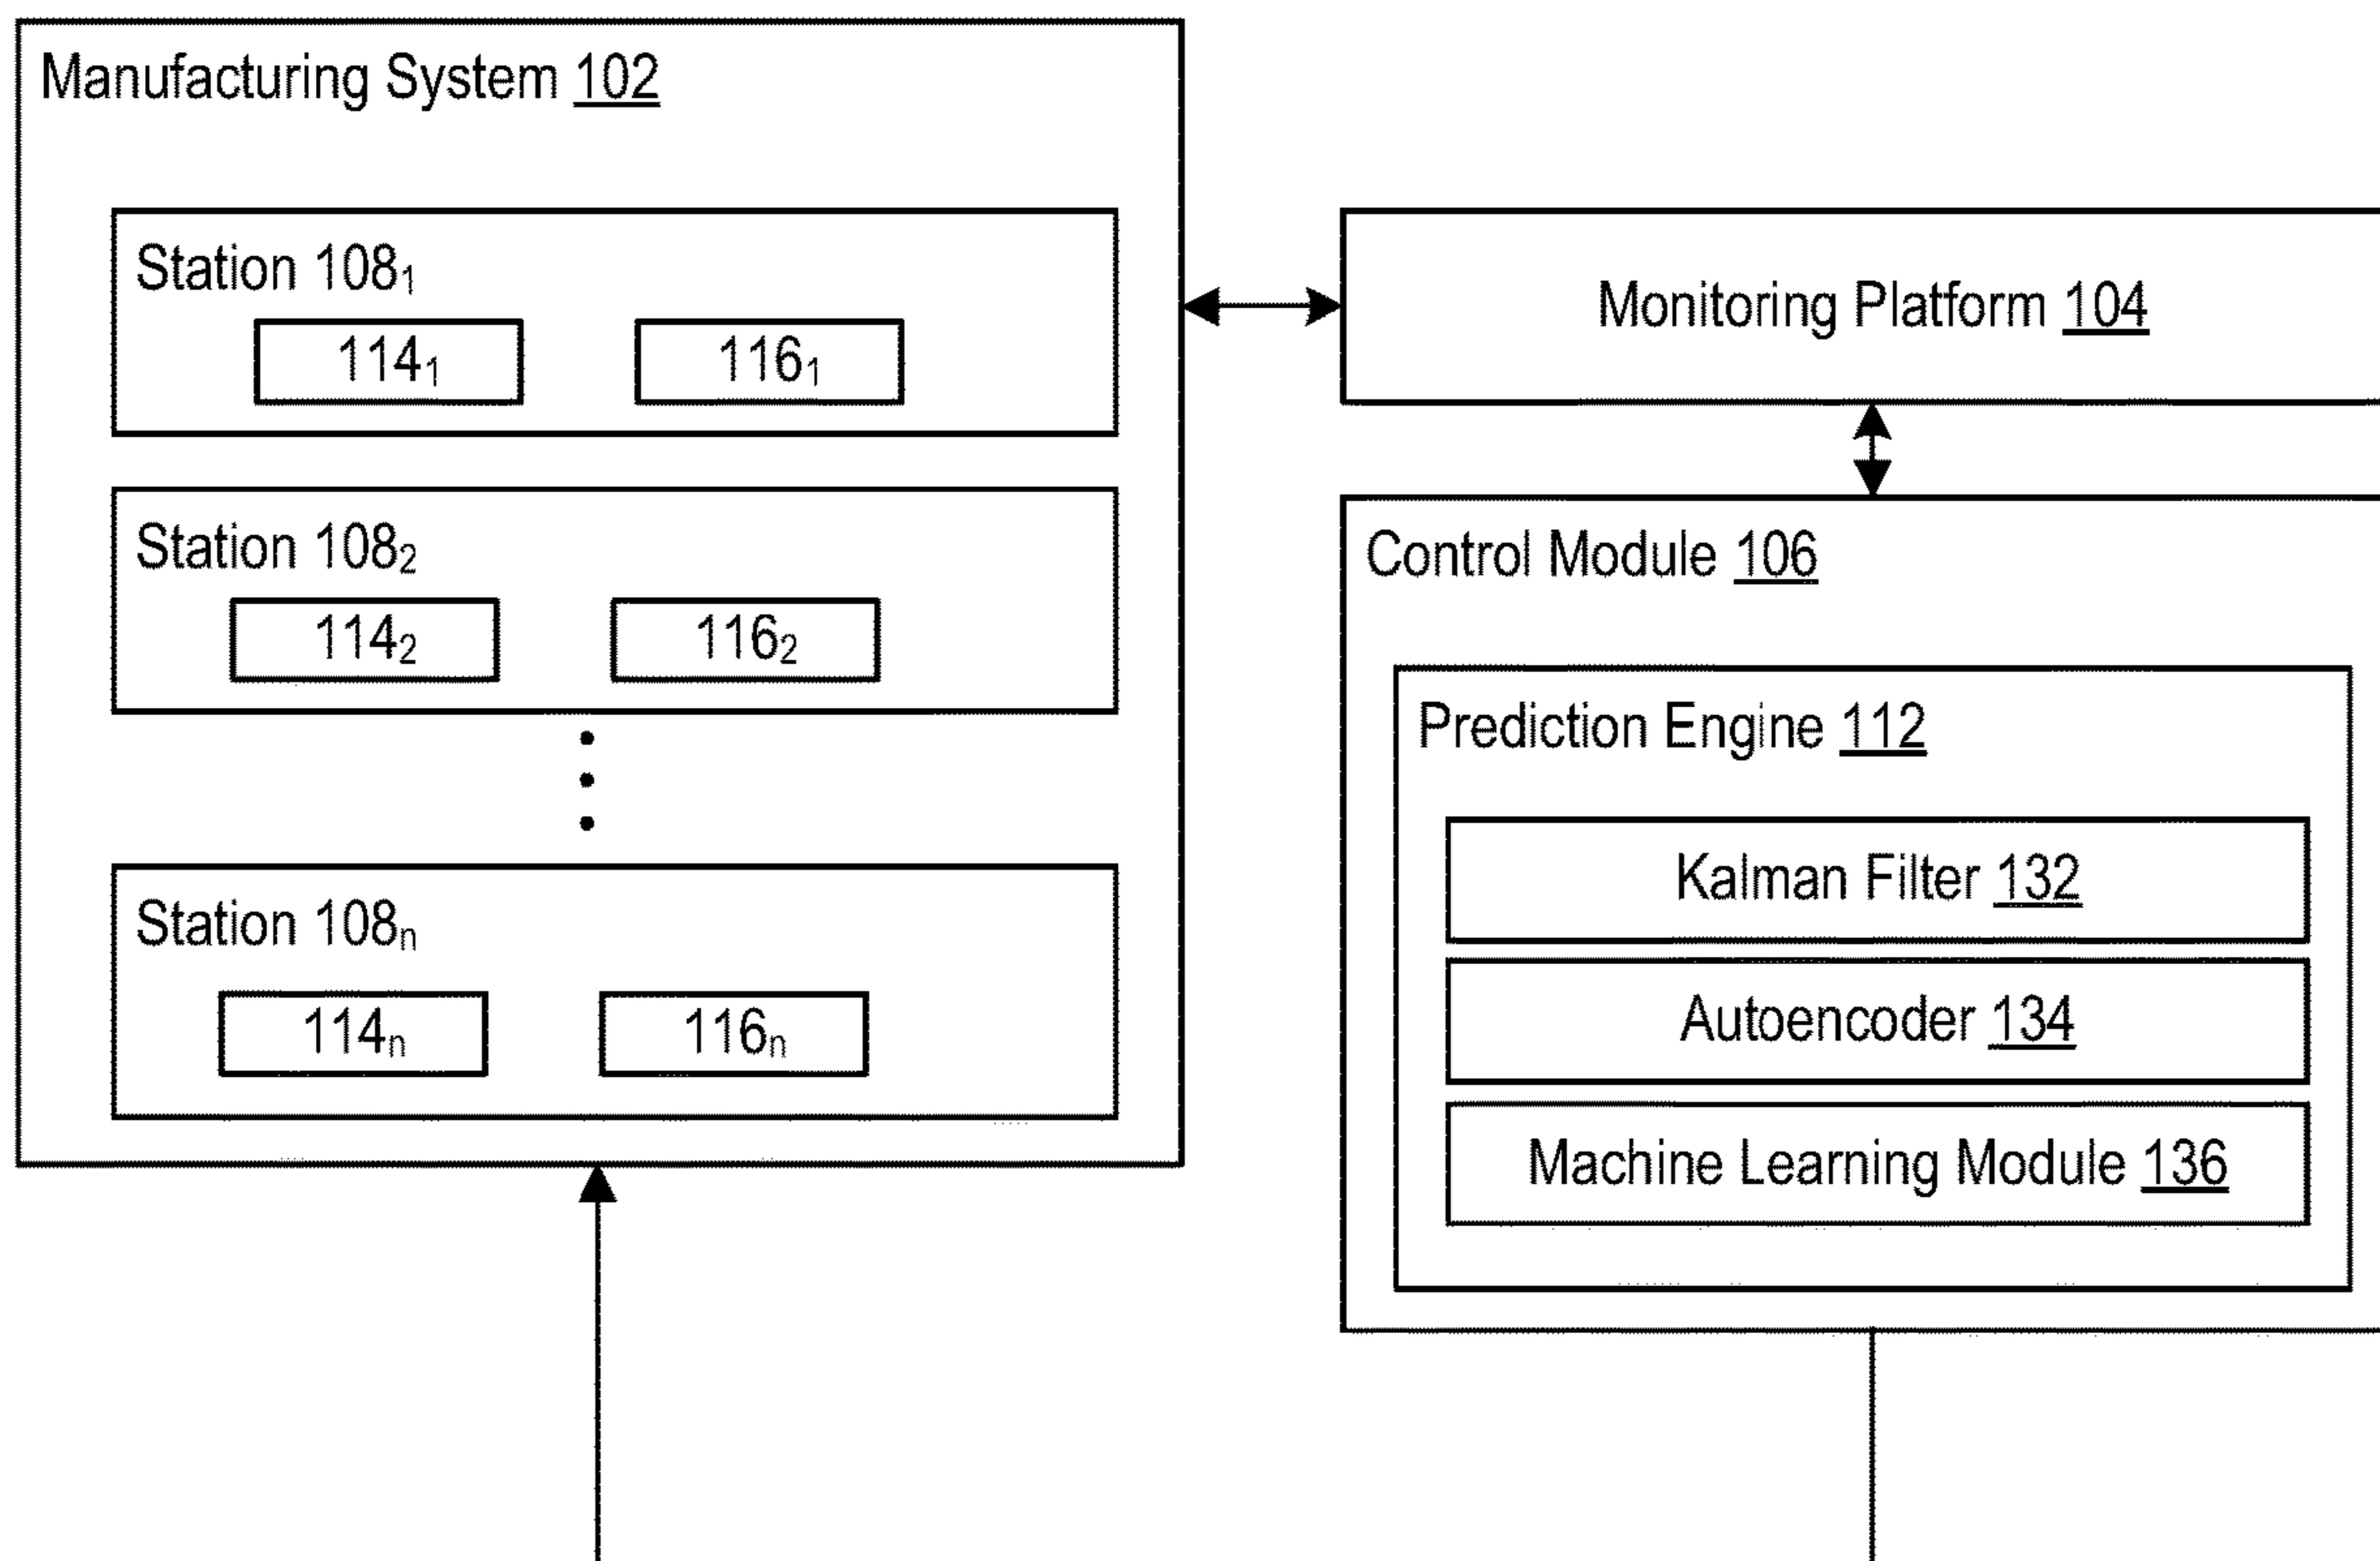 Manufacturing System 102
Station 108₁
114₁ 116₁
Station 108₂
114₂ 116₂
Station 108ₙ
114ₙ 116ₙ
Monitoring Platform 104
Control Module 106
Prediction Engine 112
Kalman Filter 132
Autoencoder 134
Machine Learning Module 136